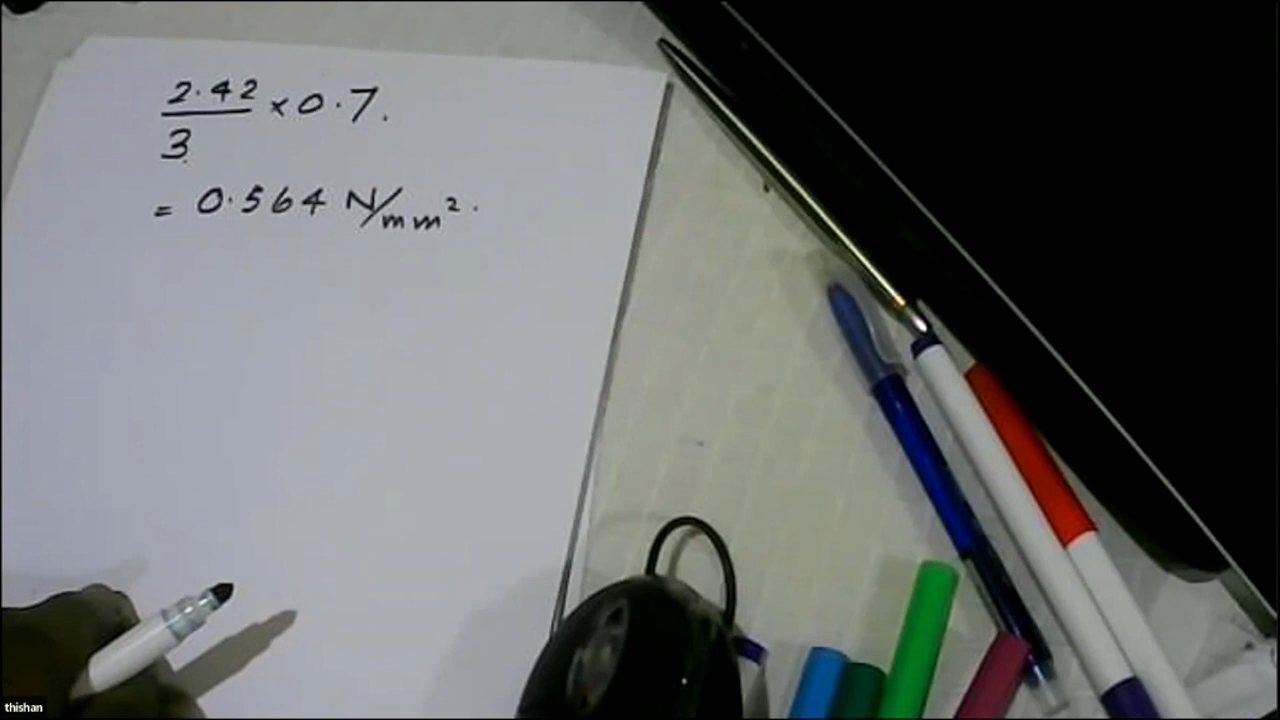 2.42
3
× 0.7.
= 0.564 N/mm².
thishan